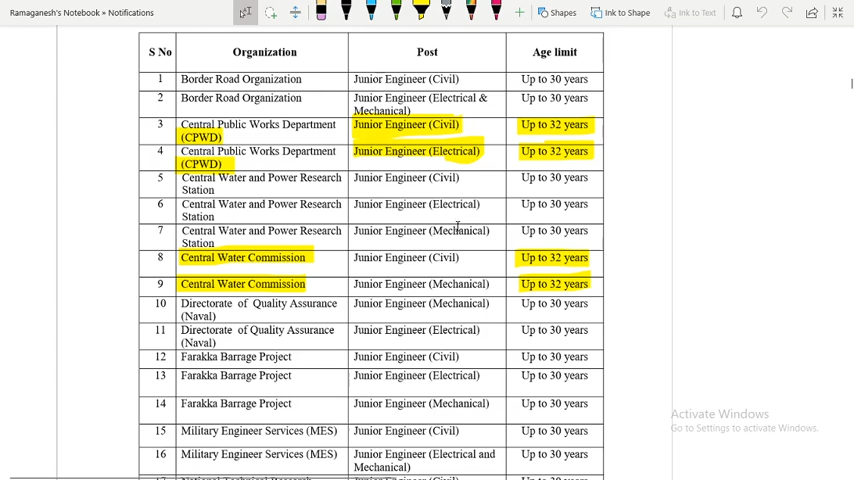 Ramaganesh's Notebook » Notifications
Shapes
Ink to Shape
Ink to Text
S No Organization Post Age limit
1 Border Road Organization Junior Engineer (Civil) Up to 30 years
2 Border Road Organization Junior Engineer (Electrical & Up to 30 years
Mechanical)
3 Central Public Works Department Junior Engineer (Civil) Up to 32 years
(CPWD)
4 Central Public Works Department Junior Engineer (Electrical) Up to 32 years
(CPWD)
5 Central Water and Power Research Junior Engineer (Civil) Up to 30 years
Station
6 Central Water and Power Research Junior Engineer (Electrical) Up to 30 years
Station
7 Central Water and Power Research Junior Engineer (Mechanical) Up to 30 years
Station
8 Central Water Commission Junior Engineer (Civil) Up to 32 years
9 Central Water Commission Junior Engineer (Mechanical) Up to 32 years
10 Directorate of Quality Assurance Junior Engineer (Mechanical) Up to 30 years
(Naval)
11 Directorate of Quality Assurance Junior Engineer (Electrical) Up to 30 years
(Naval)
12 Farakka Barrage Project Junior Engineer (Civil) Up to 30 years
13 Farakka Barrage Project Junior Engineer (Electrical) Up to 30 years
14 Farakka Barrage Project Junior Engineer (Mechanical) Up to 30 years
15 Military Engineer Services (MES) Junior Engineer (Civil) Up to 30 years
16 Military Engineer Services (MES) Junior Engineer (Electrical and Up to 30 years
Mechanical)
17 National Technical Research Junior Engineer (Civil) Up to 30 years
Activate Windows
Go to Settings to activate Windows.